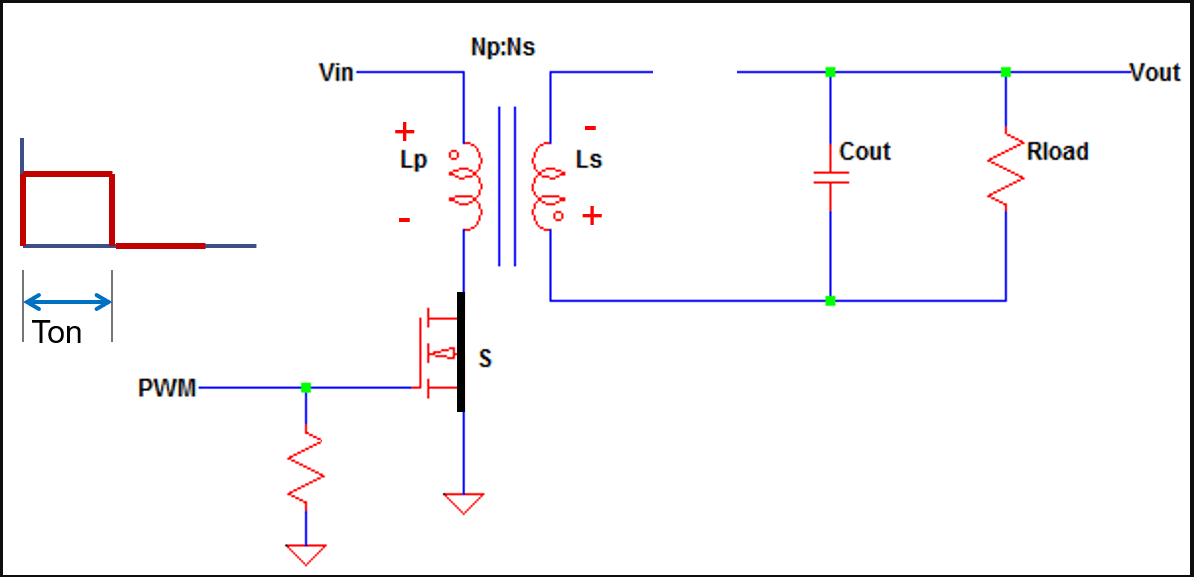 Np:Ns
Vin
Vout
+
-
Lp
Ls
Cout
Rload
-
+
Ton
S
PWM